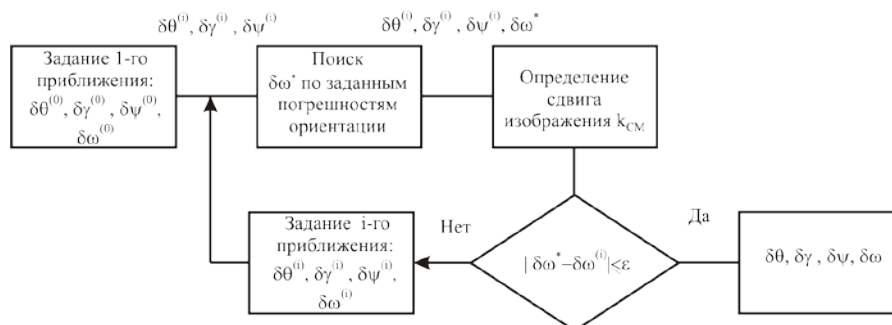 δθ⁽ⁱ⁾, δγ⁽ⁱ⁾ , δψ⁽ⁱ⁾
δθ⁽ⁱ⁾, δγ⁽ⁱ⁾ , δψ⁽ⁱ⁾, δω*
Задание 1-го
приближения:
δθ⁽⁰⁾, δγ⁽⁰⁾ , δψ⁽⁰⁾,
δω⁽⁰⁾
Поиск
δω* по заданным
погрешностям
ориентации
Определение
сдвига
изображения k_CM
Задание i-го
приближения:
δθ⁽ⁱ⁾, δγ⁽ⁱ⁾ , δψ⁽ⁱ⁾,
δω⁽ⁱ⁾
Нет
| δω*−δω⁽ⁱ⁾|⩽ε
Да
δθ, δγ , δψ, δω